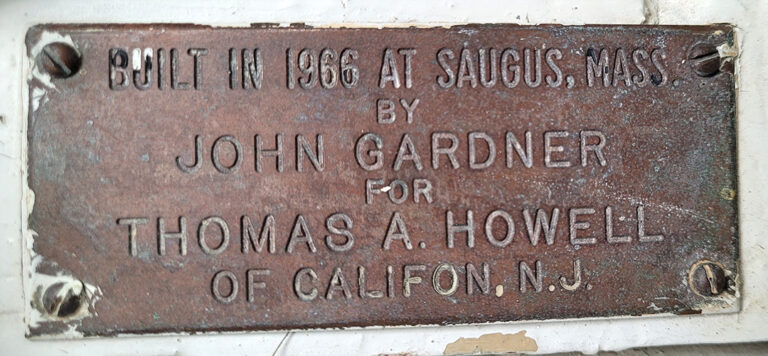 BUILT IN 1966 AT SAUGUS, MASS.
BY
JOHN GARDNER
FOR
THOMAS A. HOWELL
OF CALIFON, N.J.